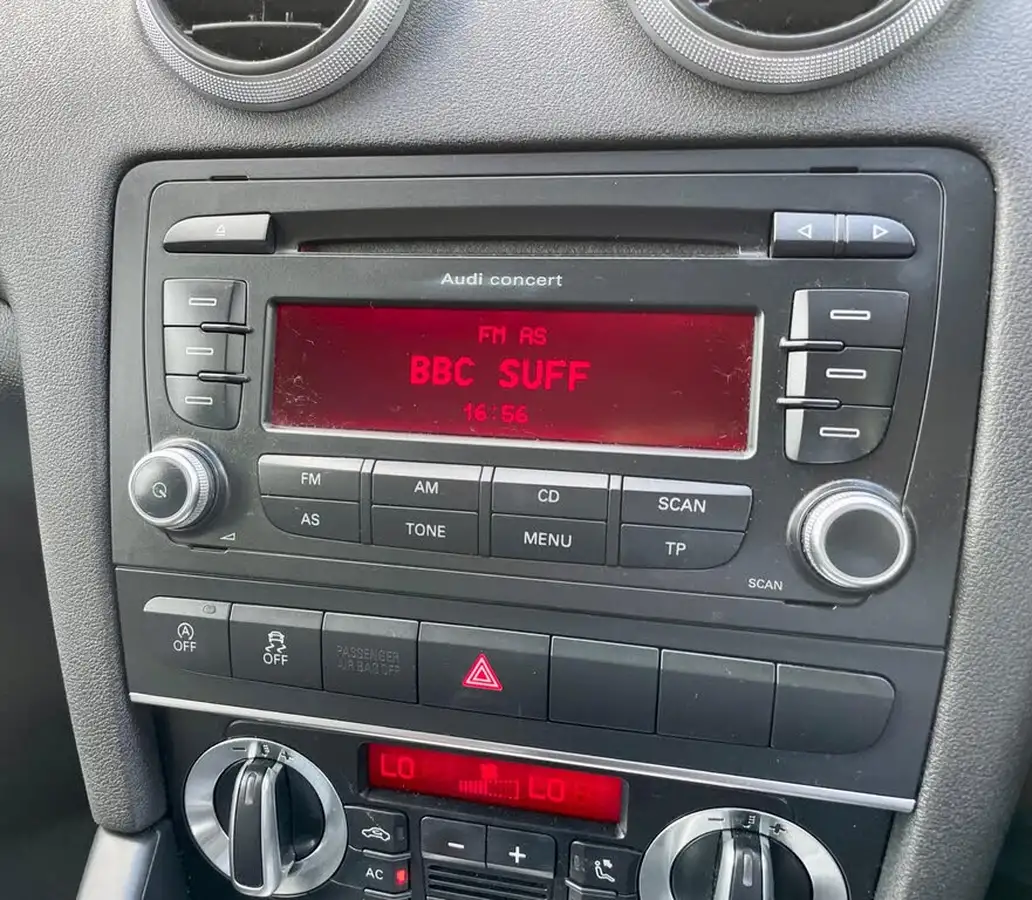 Audi concert
FM AS
BBC SUFF
16:56
FM
AM
CD
SCAN
AS
TONE
MENU
TP
SCAN
A
OFF
OFF
PASSENGER
AIR BAG OFF
LO
LO
AC